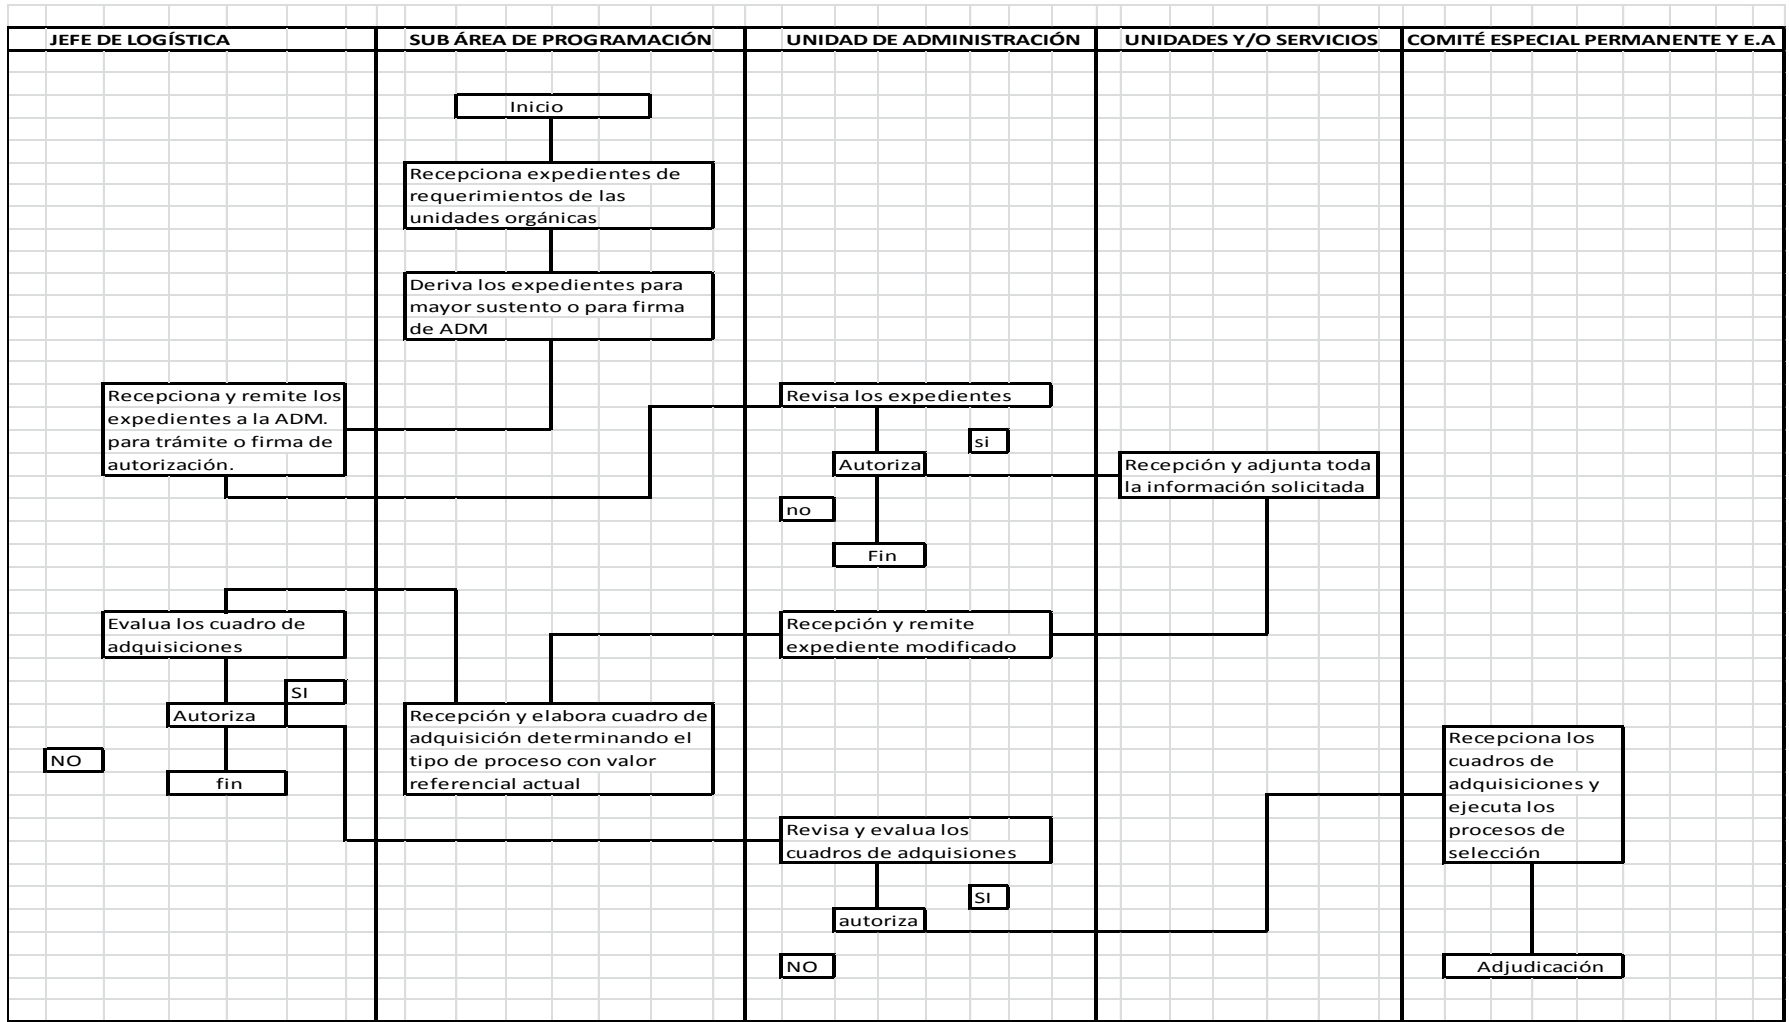 JEFE DE LOGÍSTICA
SUB ÁREA DE PROGRAMACIÓN
UNIDAD DE ADMINISTRACIÓN
UNIDADES Y/O SERVICIOS
COMITÉ ESPECIAL PERMANENTE Y E.A
Inicio
Recepciona expedientes de
requerimientos de las
unidades orgánicas
Deriva los expedientes para
mayor sustento o para firma
de ADM
Recepciona y remite los
expedientes a la ADM.
para trámite o firma de
autorización.
Revisa los expedientes
si
Autoriza
no
Fin
Recepción y adjunta toda
la información solicitada
Evalua los cuadro de
adquisiciones
SI
Autoriza
NO
fin
Recepción y remite
expediente modificado
Recepción y elabora cuadro de
adquisición determinando el
tipo de proceso con valor
referencial actual
Revisa y evalua los
cuadros de adquisiones
SI
autoriza
NO
Recepciona los
cuadros de
adquisiciones y
ejecuta los
procesos de
selección
Adjudicación